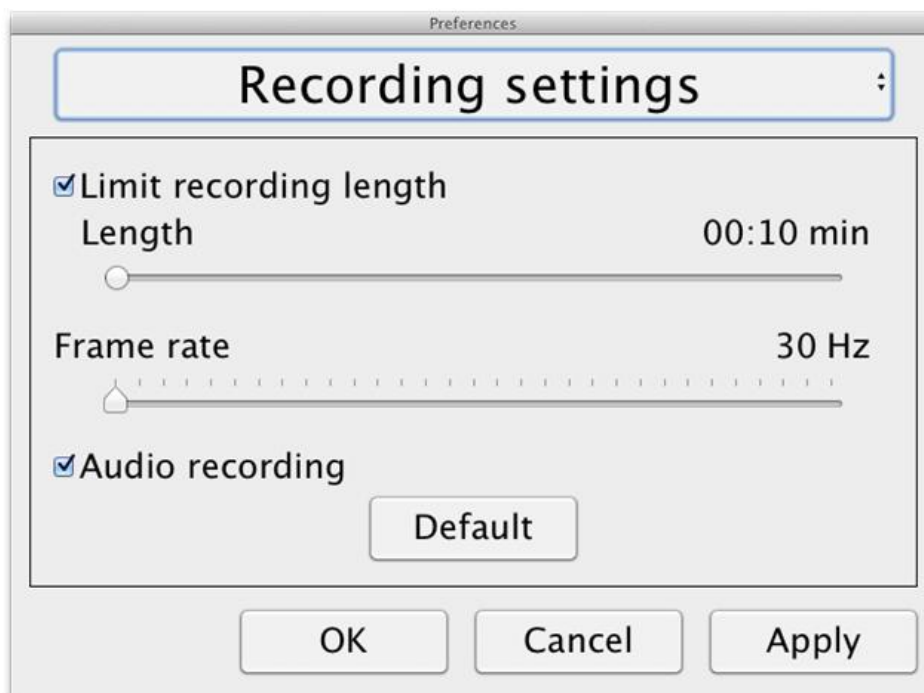 Preferences
Recording settings
Limit recording length
Length 00:10 min
Frame rate 30 Hz
Audio recording
Default
OK Cancel Apply